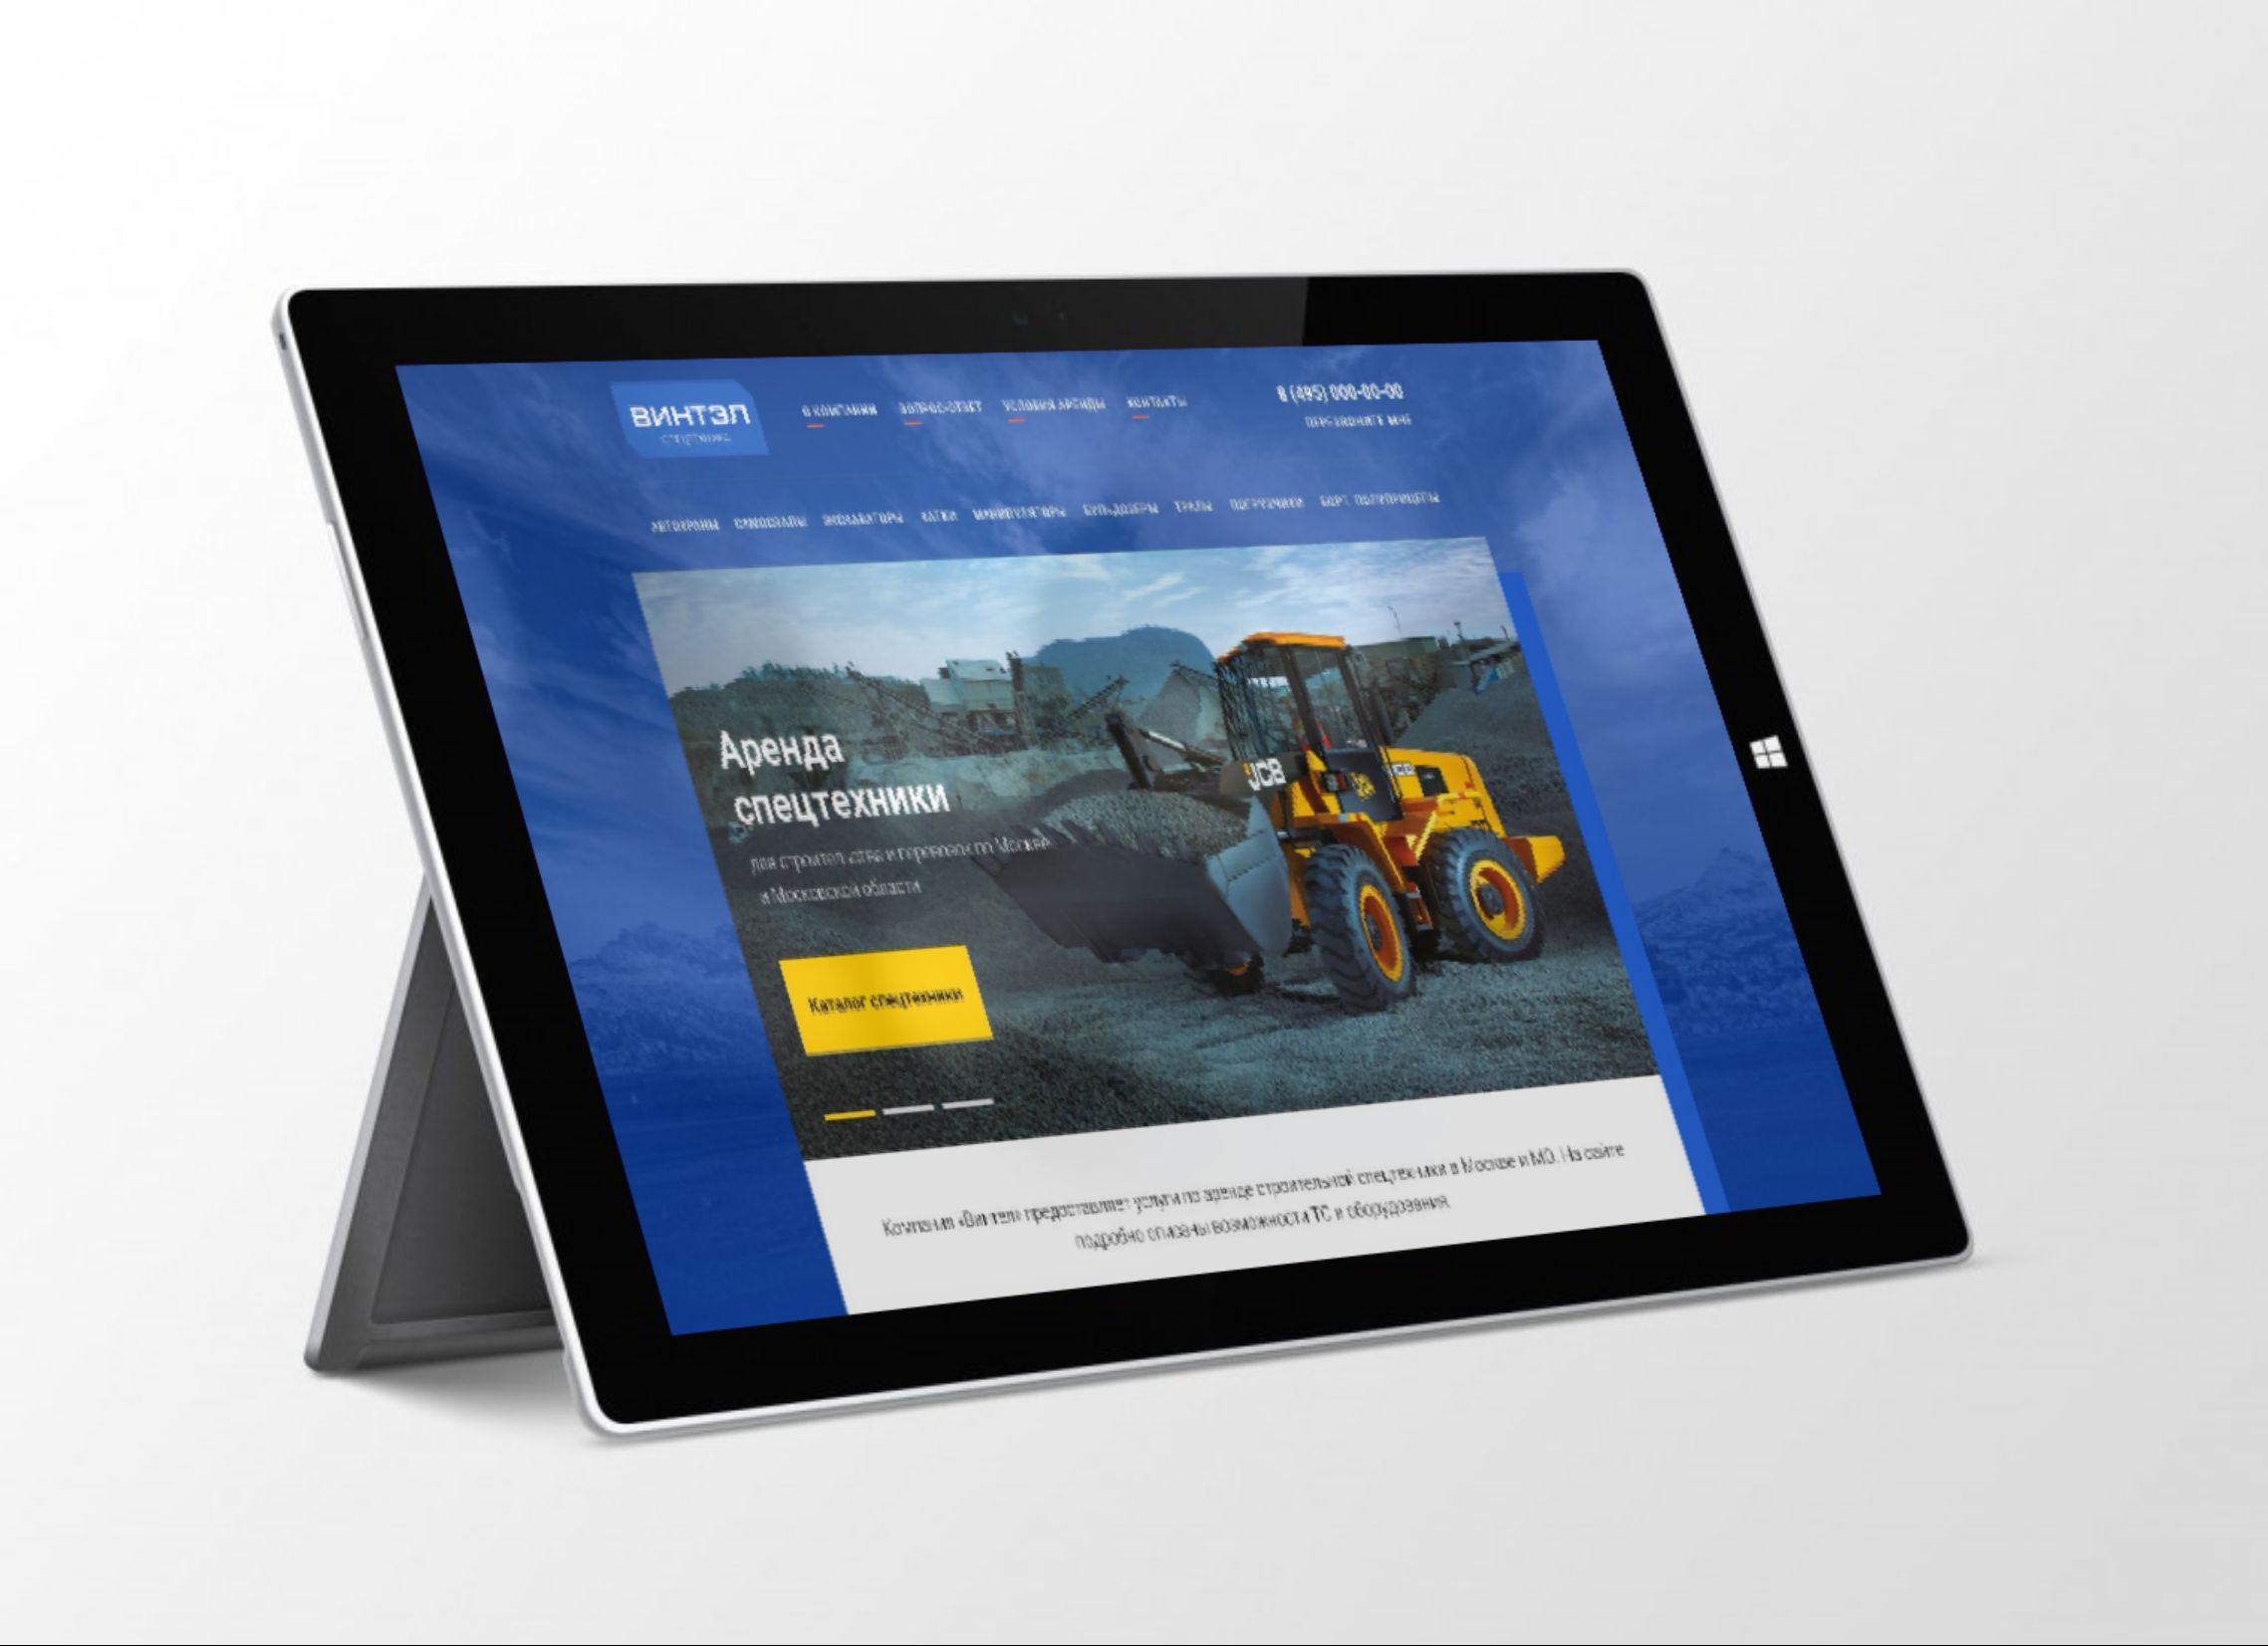 ВИНТЭЛ
спецтехника
О КОМПАНИИ ВОПРОС-ОТВЕТ УСЛОВИЯ АРЕНДЫ КОНТАКТЫ
8 (495) 000-00-00
ПЕРЕЗВОНИТЕ МНЕ
АВТОКРАНЫ САМОСВАЛЫ ЭКСКАВАТОРЫ КАТКИ МАНИПУЛЯТОРЫ БУЛЬДОЗЕРЫ ТРАЛЫ ПОГРУЗЧИКИ БОРТ. ПОЛУПРИЦЕПЫ
Аренда
спецтехники
для строительства и перевозок по Москве
и Московской области
JCB
JCB
Каталог спецтехники
Компания «Винтел» предоставляет услуги по аренде строительной спецтехники в Москве и МО. На сайте
подробно описаны возможности ТС и оборудования